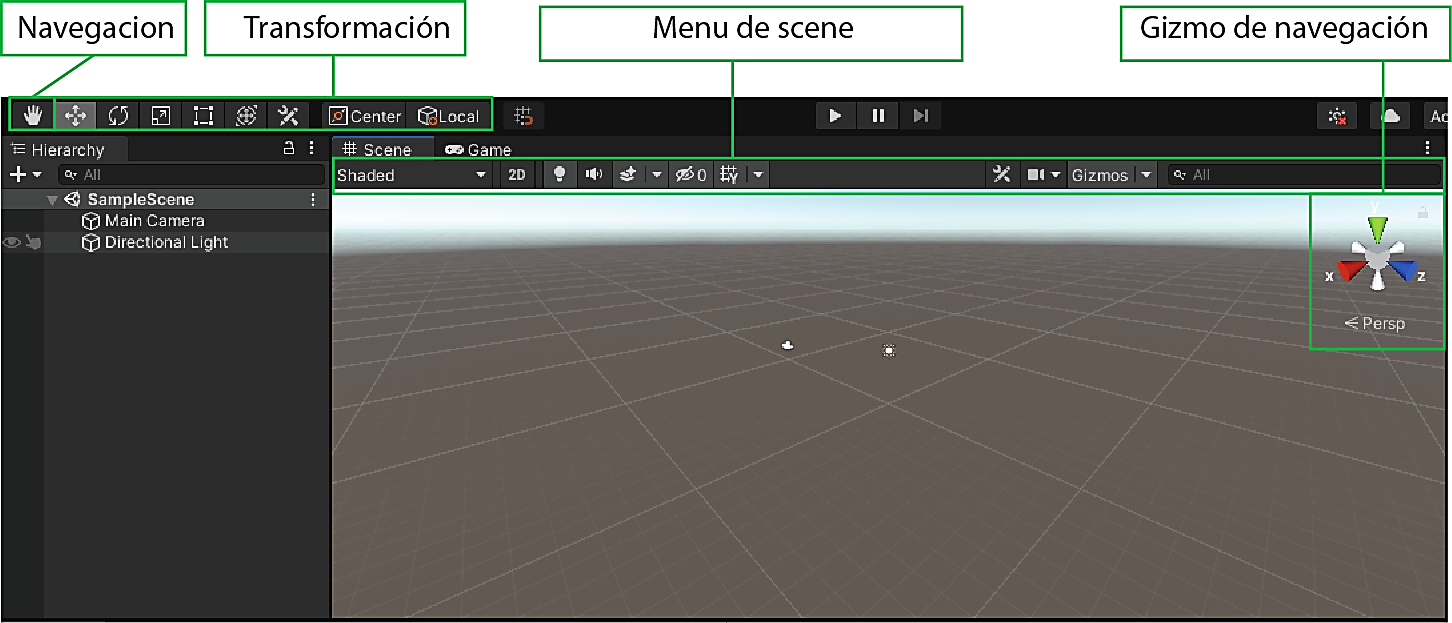 Navegacion
Transformación
Menu de scene
Gizmo de navegación
Center
Local
Ac
Hierarchy
Scene
Game
All
Shaded
2D
0
Gizmos
All
SampleScene
Main Camera
Directional Light
y
x
z
Persp